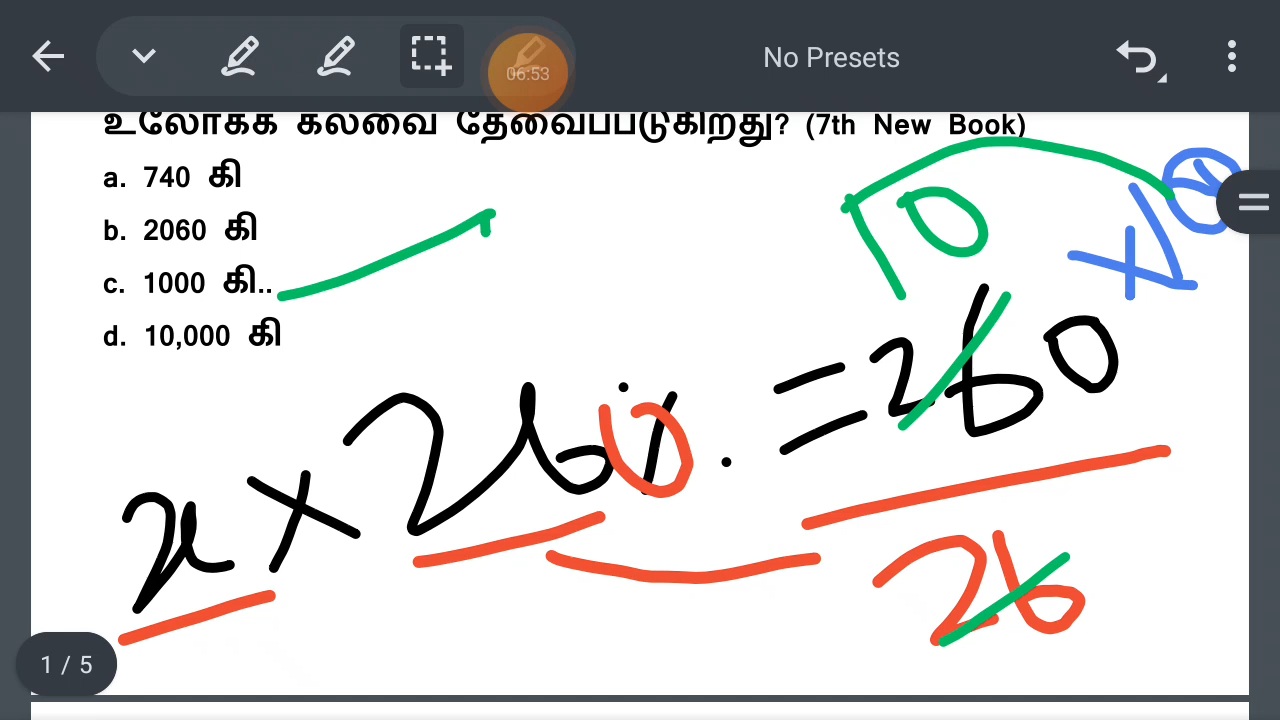 06:53
No Presets
உலோகக் கலவை தேவைப்படுகிறது? (7th New Book)
a. 740 கி
b. 2060 கி
c. 1000 கி..
d. 10,000 கி
10
x 100
x × 26% = 260
26
1 / 5